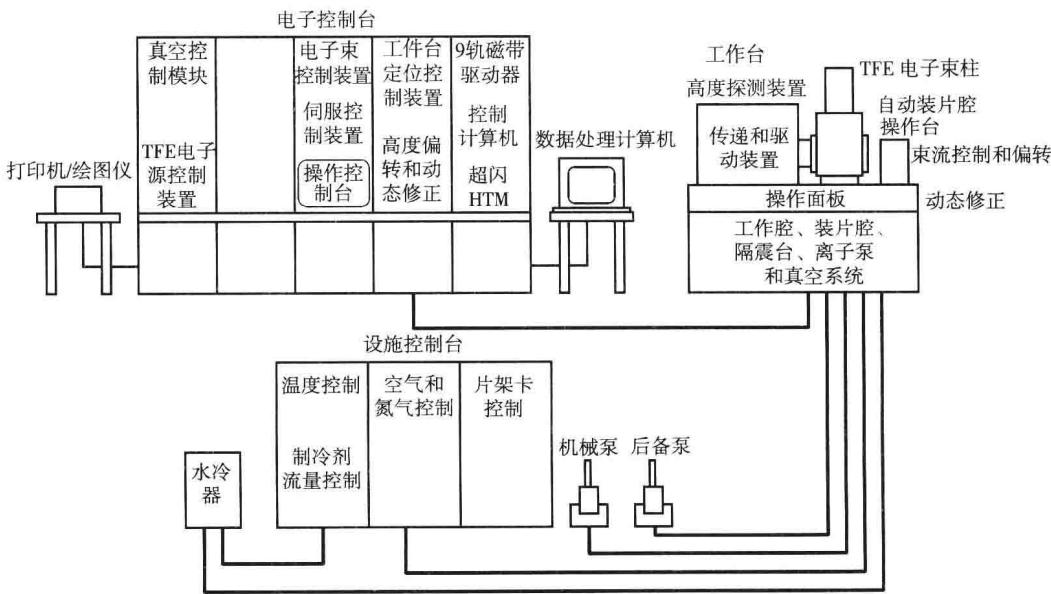 电子控制台
真空控
制模块
TFE电子
源控制
装置
电子束
控制装置
伺服控
制装置
操作控
制台
工件台
定位控
制装置
高度偏
转和动
态修正
9轨磁带
驱动器
控制
计算机
超闪
HTM
打印机/绘图仪
数据处理计算机
工作台
高度探测装置
传递和驱
动装置
TFE 电子束柱
自动装片腔
操作台
束流控制和偏转
动态修正
操作面板
工作腔、装片腔、
隔震台、离子泵
和真空系统
设施控制台
温度控制
制冷剂
流量控制
空气和
氮气控制
片架卡
控制
水冷
器
机械泵
后备泵